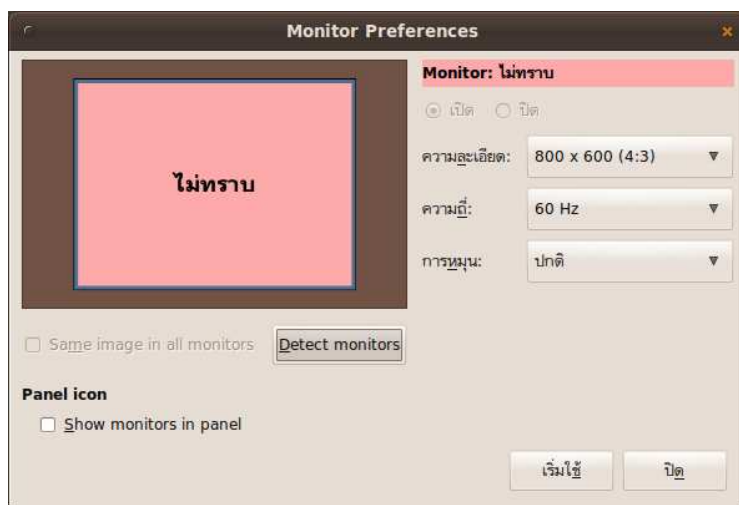 Monitor Preferences
ไม่ทราบ
Monitor: ไม่ทราบ
เปิด ปิด
ความละเอียด: 800 x 600 (4:3)
ความถี่: 60 Hz
การหมุน: ปกติ
Same image in all monitors Detect monitors
Panel icon
Show monitors in panel
เริ่มใช้ ปิด